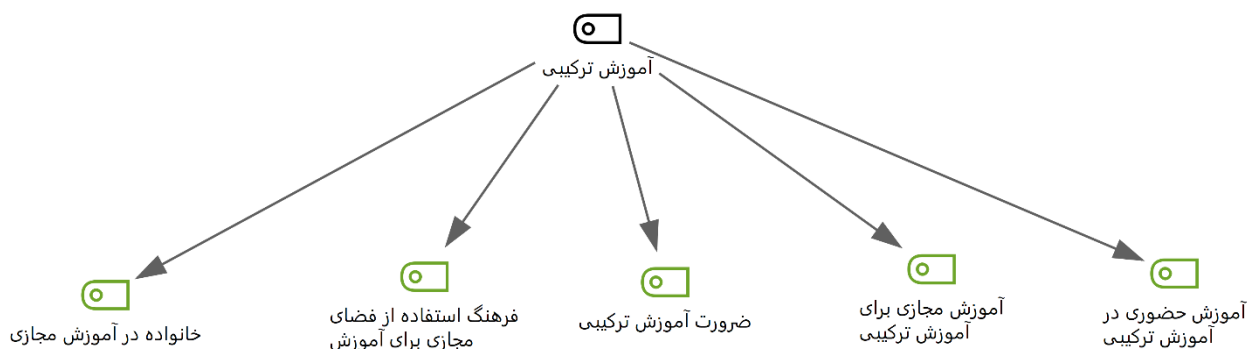 آموزش ترکیبی
آموزش حضوری در
آموزش ترکیبی
آموزش مجازی برای
آموزش ترکیبی
ضرورت آموزش ترکیبی
فرهنگ استفاده از فضای
مجازی برای آموزش
خانواده در آموزش مجازی